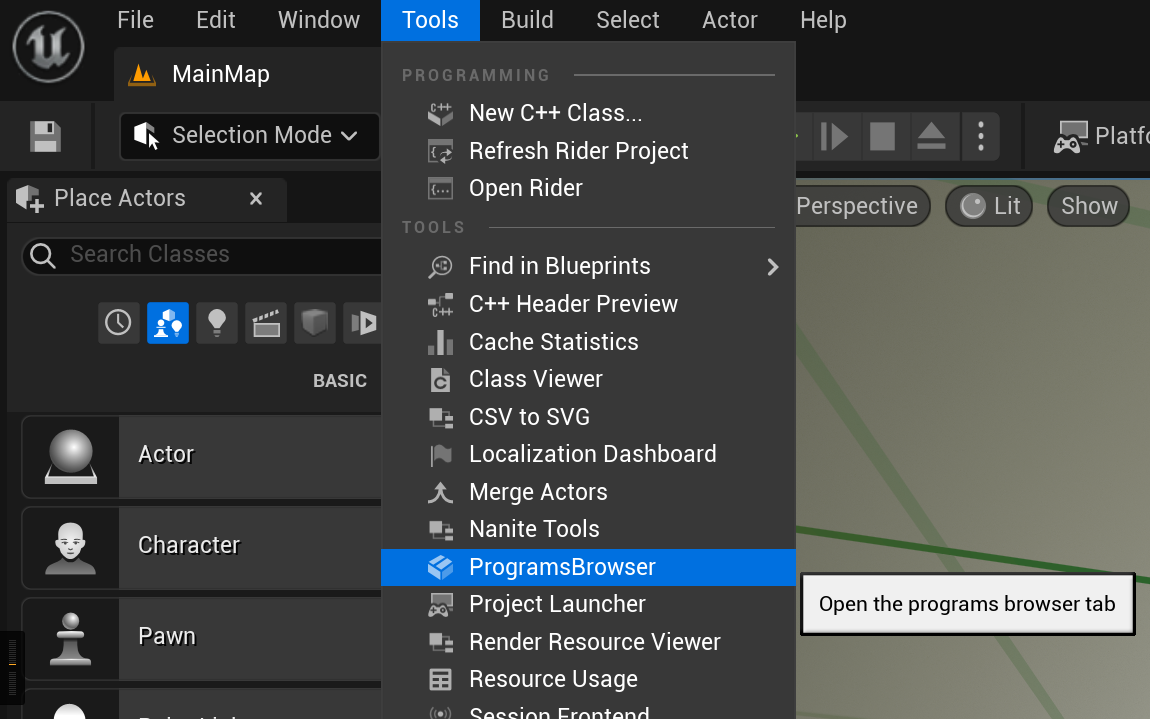 File Edit Window Tools Build Select Actor Help
MainMap
Selection Mode
Platfo
Place Actors
Search Classes
BASIC
Actor
Character
Pawn
PROGRAMMING
New C++ Class...
Refresh Rider Project
Open Rider
TOOLS
Find in Blueprints
C++ Header Preview
Cache Statistics
Class Viewer
CSV to SVG
Localization Dashboard
Merge Actors
Nanite Tools
ProgramsBrowser
Project Launcher
Render Resource Viewer
Resource Usage
Session Frontend
Perspective Lit Show
Open the programs browser tab